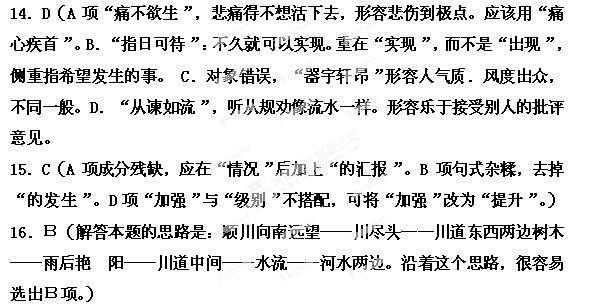 14. D（A 项“痛不欲生”，悲痛得不想活下去，形容悲伤到极点。应该用“痛
心疾首”。B.“指日可待”：不久就可以实现。重在“实现”，而不是“出现”，
侧重指希望发生的事。 C. 对象错误，“器宇轩昂”形容人气质．风度出众，
不同一般。D.“从谏如流”，听从规劝像流水一样。形容乐于接受别人的批评
意见。
15. C（A 项成分残缺，应在“情况”后加上“的汇报”。B 项句式杂糅，去掉
“的发生”。D项“加强”与“级别”不搭配，可将“加强”改为“提升”。）
16. B（解答本题的思路是：顺川向南远望——川尽头——川道东西两边树木
——雨后艳 阳——川道中间——水流——河水两边。沿着这个思路，很容易
选出B项。）